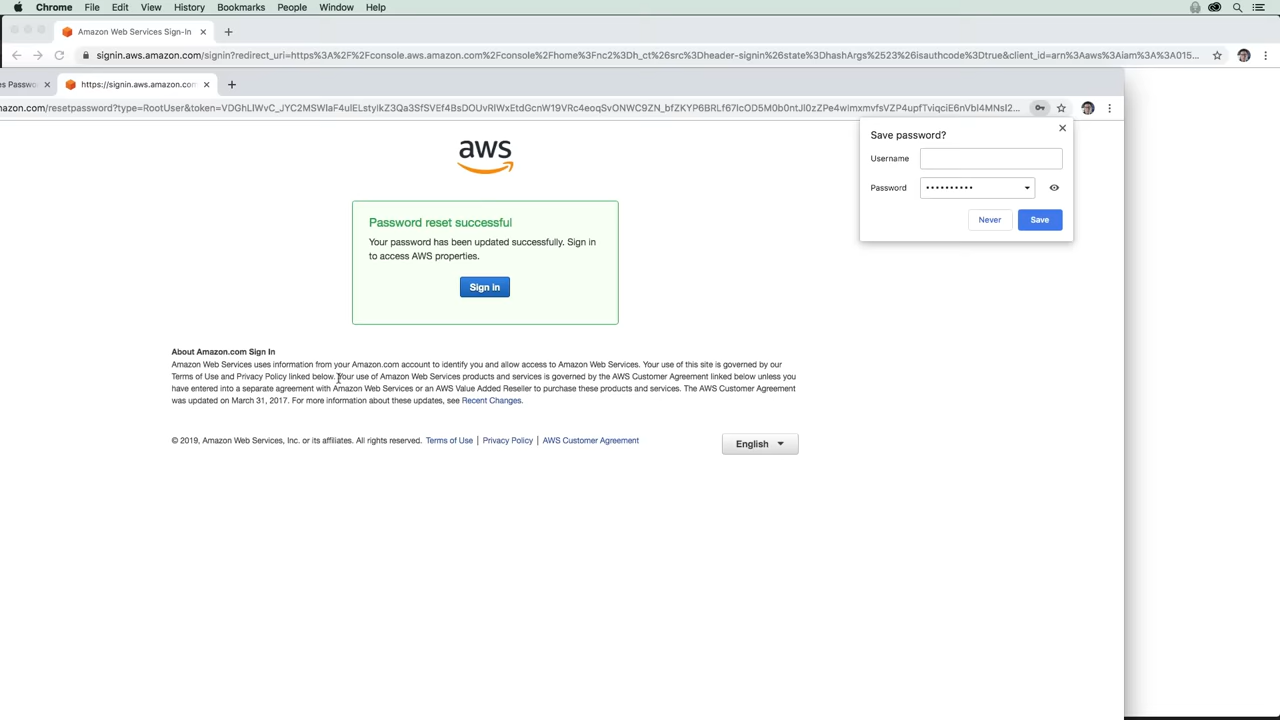 Chrome File Edit View History Bookmarks People Window Help
Amazon Web Services Sign-In
signin.aws.amazon.com/signin?redirect_uri=https%3A%2F%2Fconsole.aws.amazon.com%2Fconsole%2Fhome%3Fnc2%3Dh_ct%26src%3Dheader-signin%26state%3DhashArgs%2523%26isauthcode%3Dtrue&client_id=arn%3Aaws%3Aiam%3A%3A015...
es Passwo https://signin.aws.amazon.com
Save password?
Username
Password
Never Save
aws
Password reset successful
Your password has been updated successfully. Sign in
to access AWS properties.
Sign in
About Amazon.com Sign In
Amazon Web Services uses information from your Amazon.com account to identify you and allow access to Amazon Web Services. Your use of this site is governed by our
Terms of Use and Privacy Policy linked below. Your use of Amazon Web Services products and services is governed by the AWS Customer Agreement linked below unless you
have entered into a separate agreement with Amazon Web Services or an AWS Value Added Reseller to purchase these products and services. The AWS Customer Agreement
was updated on March 31, 2017. For more information about these updates, see Recent Changes.
© 2019, Amazon Web Services, Inc. or its affiliates. All rights reserved. Terms of Use | Privacy Policy | AWS Customer Agreement
English